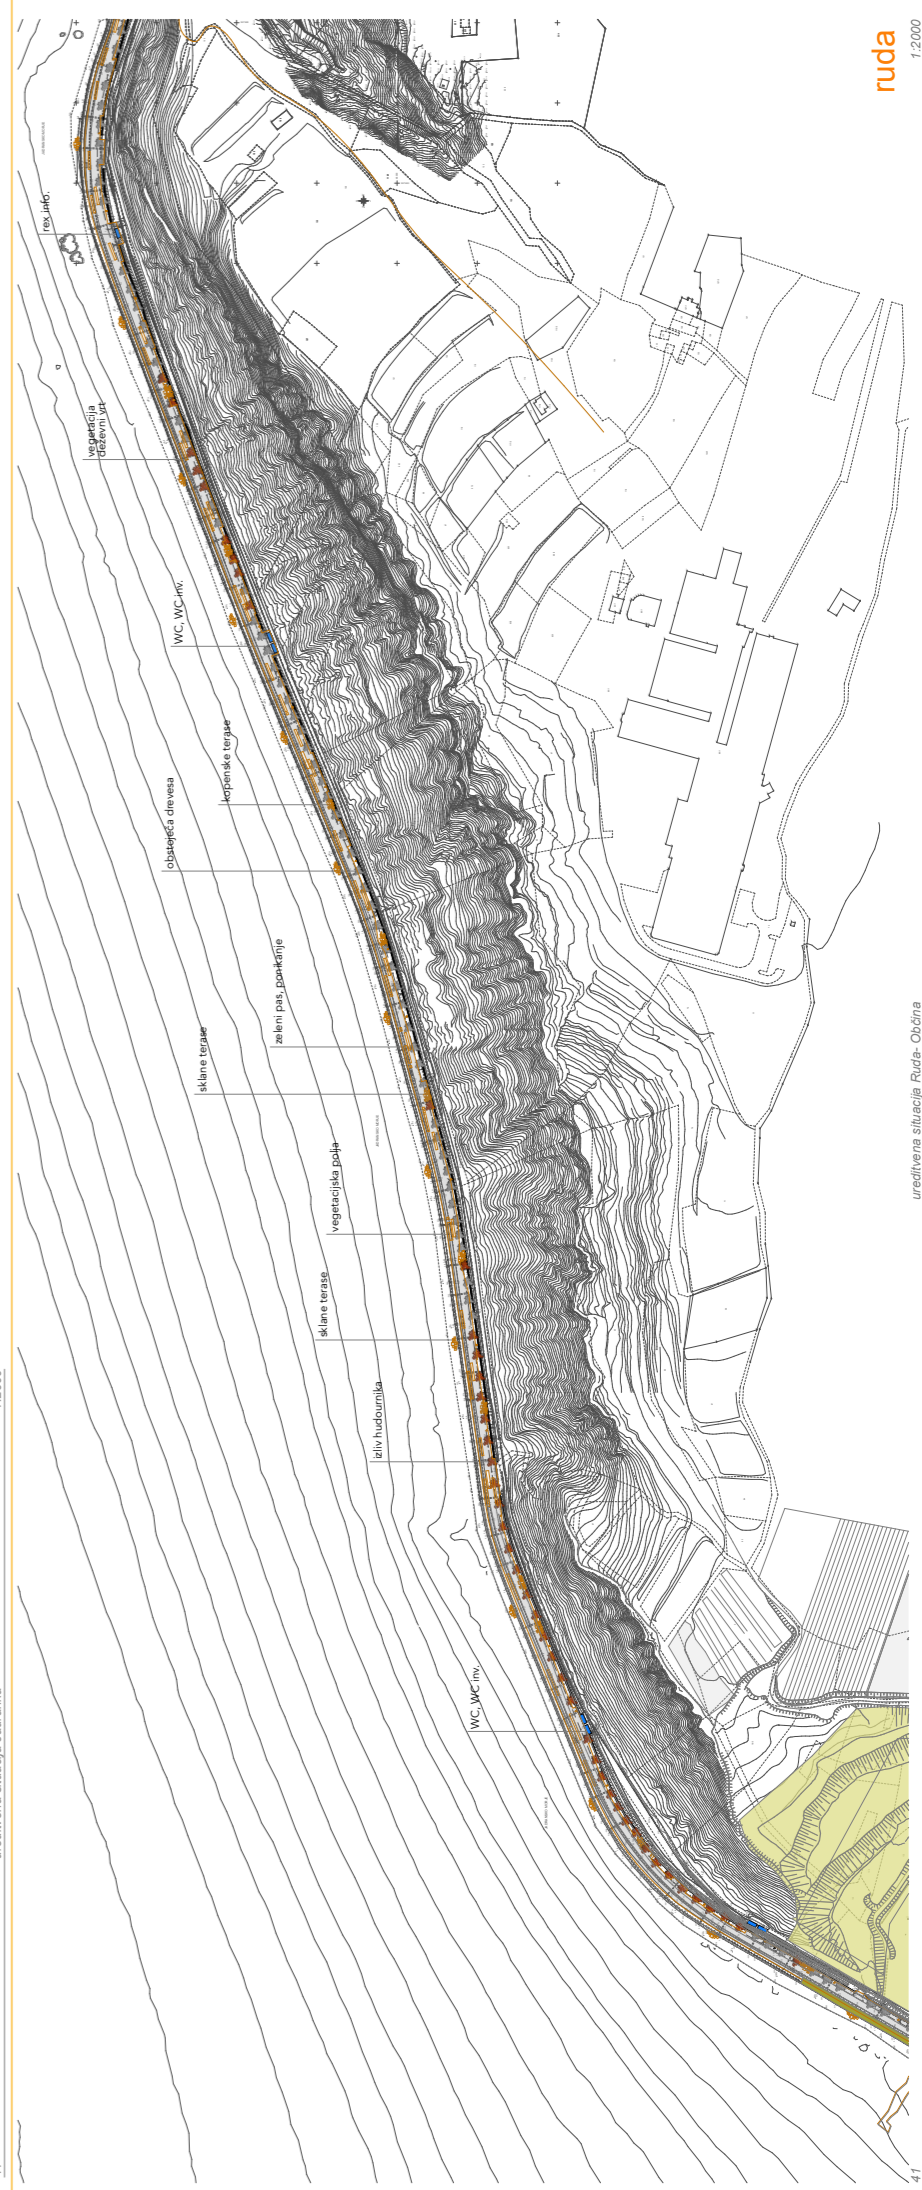 ruda
1:2000
rex info.
vegetacija
deževni vrt
WC, WC inv.
kopenske terase
obstoječa drevesa
zeleni pas, ponikanje
sklane terase
vegetacijska polja
sklane terase
izliv hudournika
WC, WC inv.
ureditvena situacija Ruda- Občina
41